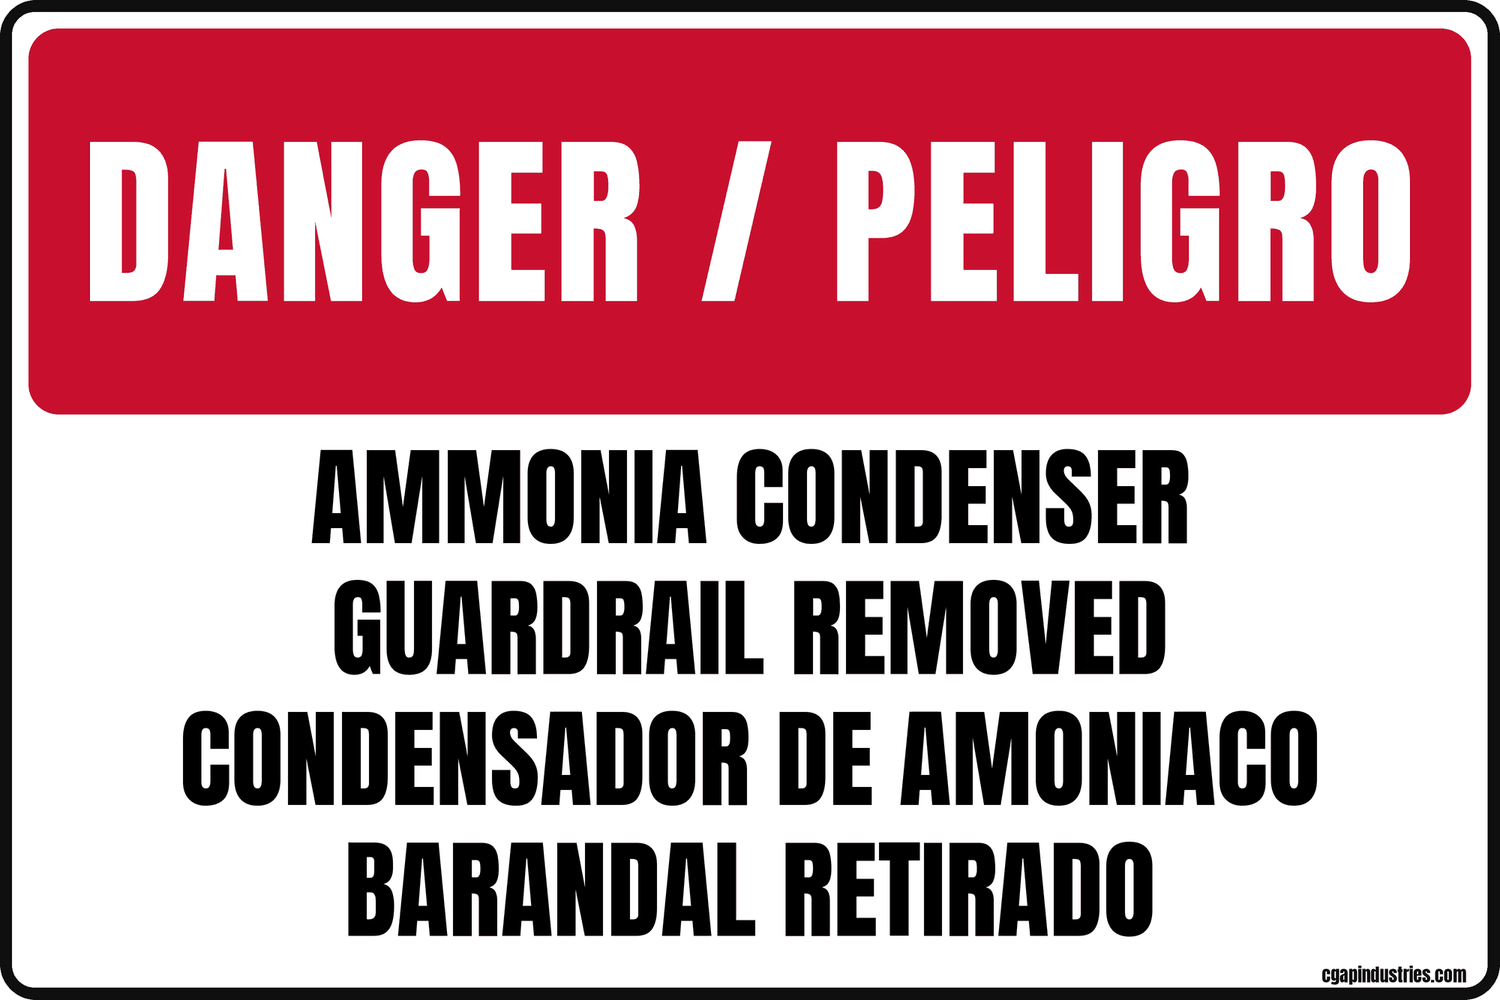 DANGER / PELIGRO
AMMONIA CONDENSER
GUARDRAIL REMOVED
CONDENSADOR DE AMONIACO
BARANDAL RETIRADO
cgapindustries.com